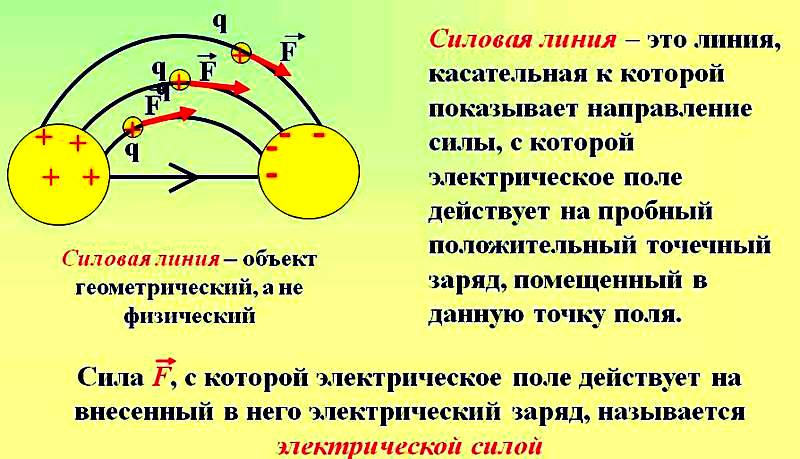 q
F
q
F
q
F
q
+ + + +
- - - -
Силовая линия – это линия,
касательная к которой
показывает направление
силы, с которой
электрическое поле
действует на пробный
положительный точечный
заряд, помещенный в
данную точку поля.
Силовая линия – объект
геометрический, а не
физический
Сила F, с которой электрическое поле действует на
внесенный в него электрический заряд, называется
электрической силой